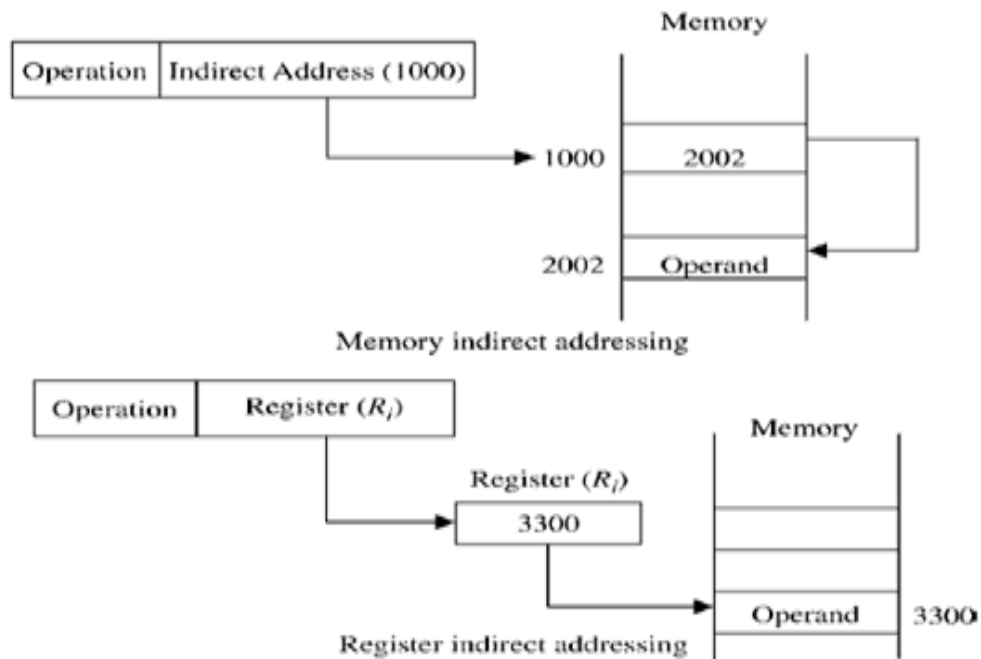 Memory
Operation Indirect Address (1000)
1000 2002
2002 Operand
Memory indirect addressing
Operation Register (Ri)
Memory
Register (Ri)
3300
Operand 3300
Register indirect addressing